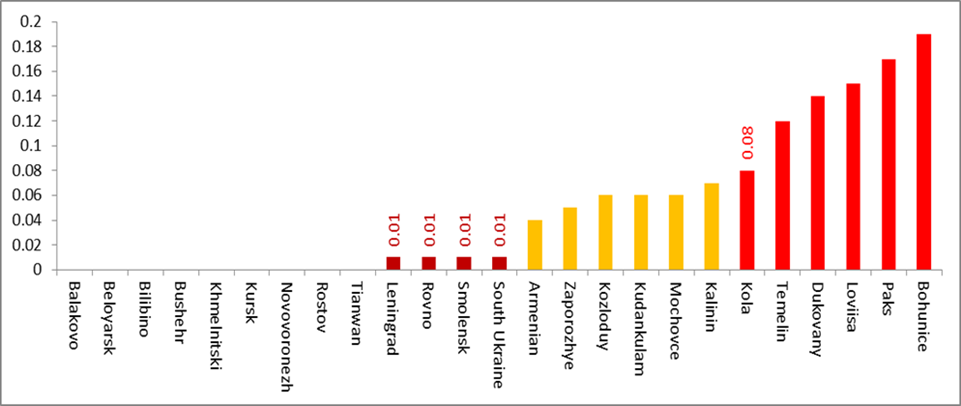 0.2
0.18
0.16
0.14
0.12
0.1
0.08
0.06
0.04
0.02
0
0.01
0.01
0.01
0.01
0.08
Balakovo
Beloyarsk
Bilibino
Bushehr
Khmelnitski
Kursk
Novovoronezh
Rostov
Tianwan
Leningrad
Rovno
Smolensk
South Ukraine
Armenian
Zaporozhye
Kozloduy
Kudankulam
Mochovce
Kalinin
Kola
Temelin
Dukovany
Loviisa
Paks
Bohunice